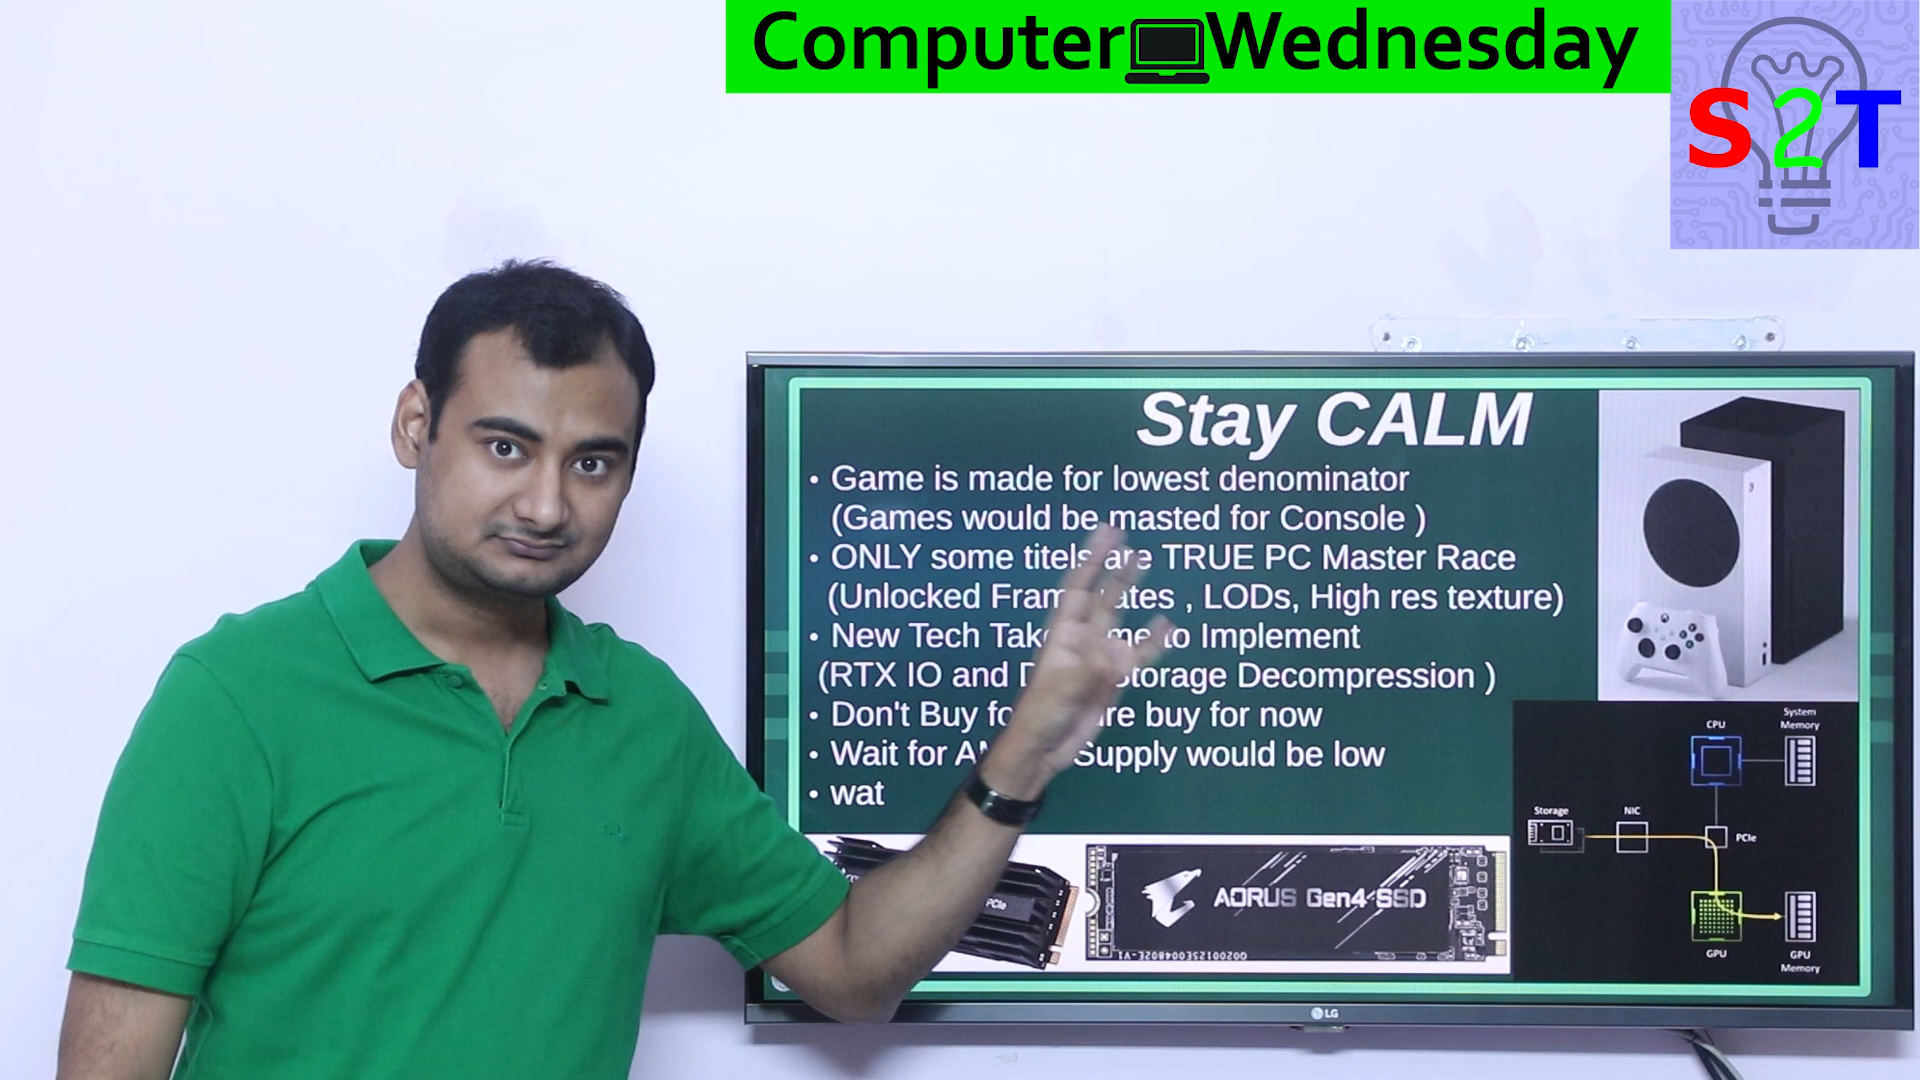 Computer Wednesday
S2T
Stay CALM
• Game is made for lowest denominator
(Games would be masted for Console )
• ONLY some titels are TRUE PC Master Race
(Unlocked Fram ates , LODs, High res texture)
• New Tech Tak me to Implement
(RTX IO and D Storage Decompression )
• Don't Buy fo re buy for now
• Wait for AM Supply would be low
• wat
System
Memory
CPU
Storage
NIC
PCIe
GPU
GPU
Memory
PCIe
AORUS Gen4 SSD
LG